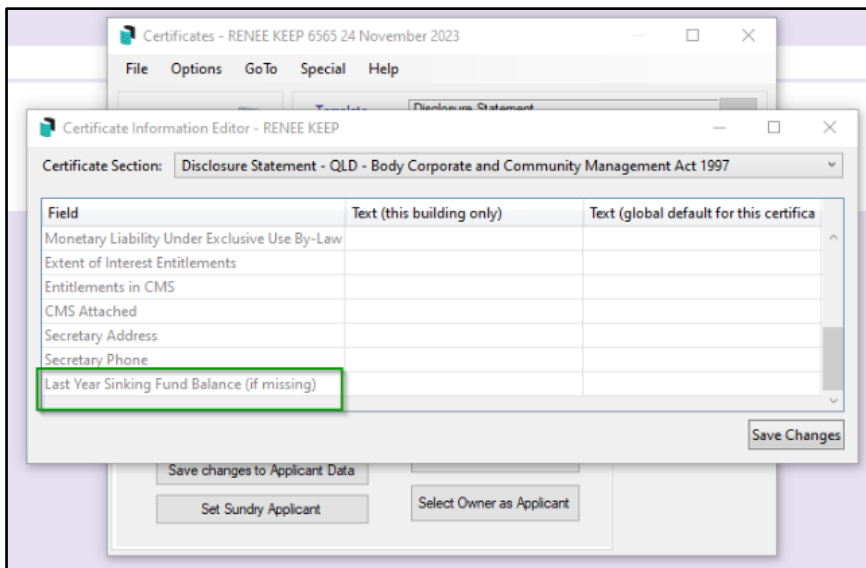 Certificates - RENEE KEEP 6565 24 November 2023
File Options GoTo Special Help
Template Disclosure Statement
Certificate Information Editor - RENEE KEEP
Certificate Section: Disclosure Statement - QLD - Body Corporate and Community Management Act 1997
Field Text (this building only) Text (global default for this certifica
Monetary Liability Under Exclusive Use By-Law
Extent of Interest Entitlements
Entitlements in CMS
CMS Attached
Secretary Address
Secretary Phone
Last Year Sinking Fund Balance (if missing)
Save Changes
Save changes to Applicant Data
Set Sundry Applicant Select Owner as Applicant